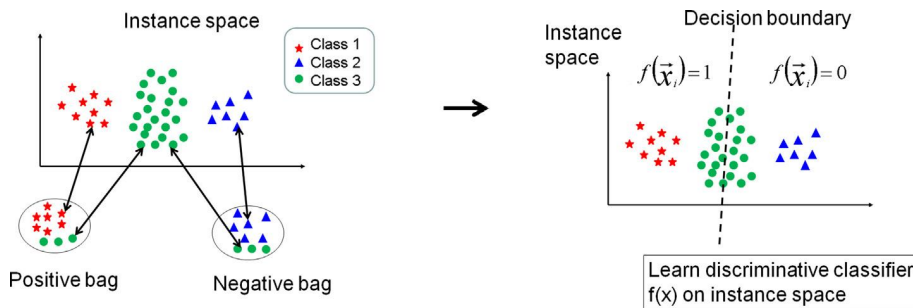 Instance space
Class 1
Class 2
Class 3
Positive bag
Negative bag
Decision boundary
Instance
space
f(x⃗ᵢ)=1
f(x⃗ᵢ)=0
Learn discriminative classifier
f(x) on instance space